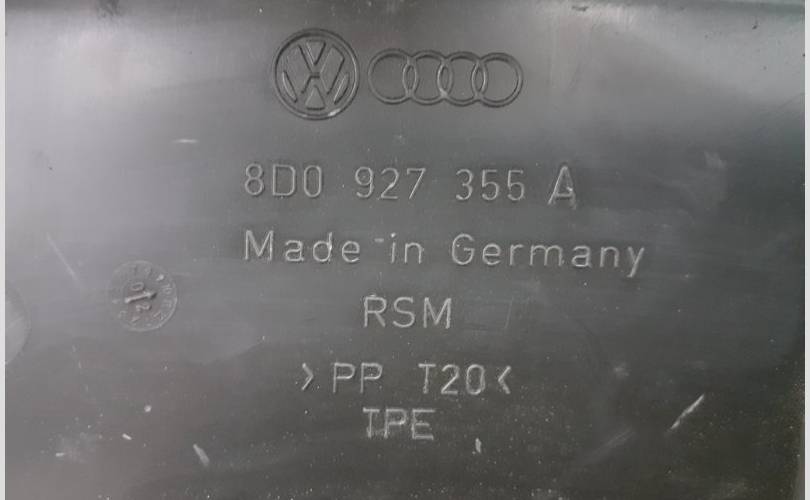 8D0 927 355 A
Made in Germany
RSM
>PP T20<
TPE